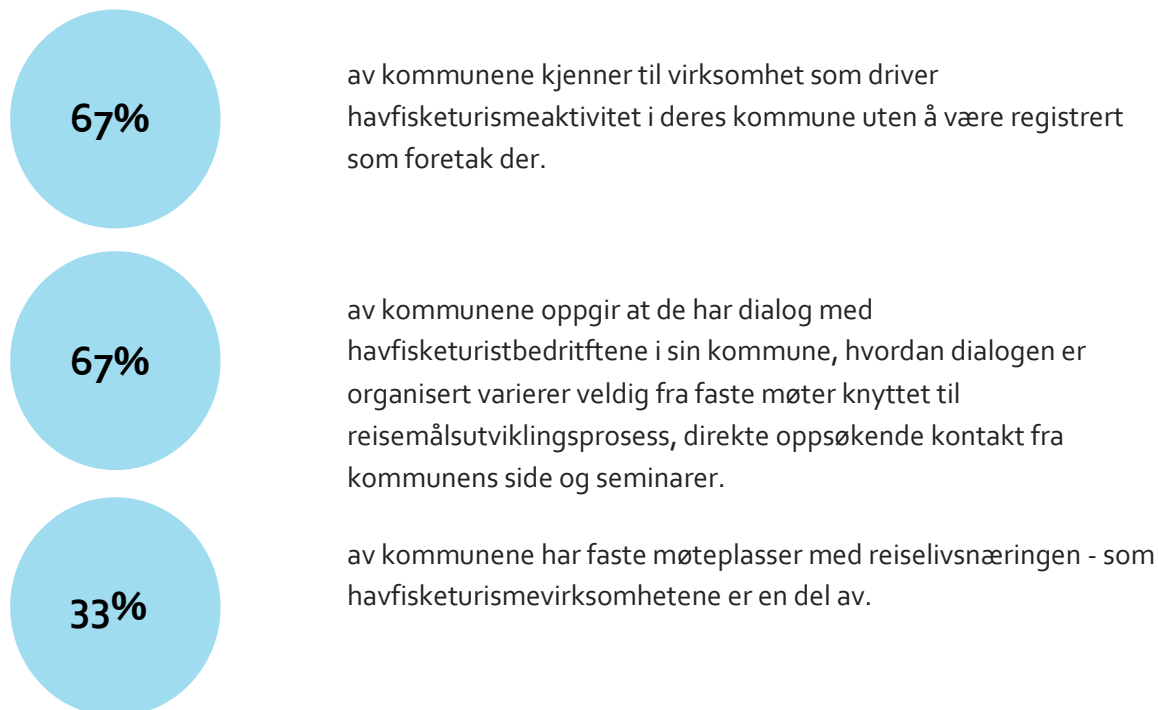 67%
av kommunene kjenner til virksomhet som driver
havfisketurismeaktivitet i deres kommune uten å være registrert
som foretak der.
67%
av kommunene oppgir at de har dialog med
havfisketuristbedritftene i sin kommune, hvordan dialogen er
organisert varierer veldig fra faste møter knyttet til
reisemålsutviklingsprosess, direkte oppsøkende kontakt fra
kommunens side og seminarer.
33%
av kommunene har faste møteplasser med reiselivsnæringen - som
havfisketurismevirksomhetene er en del av.